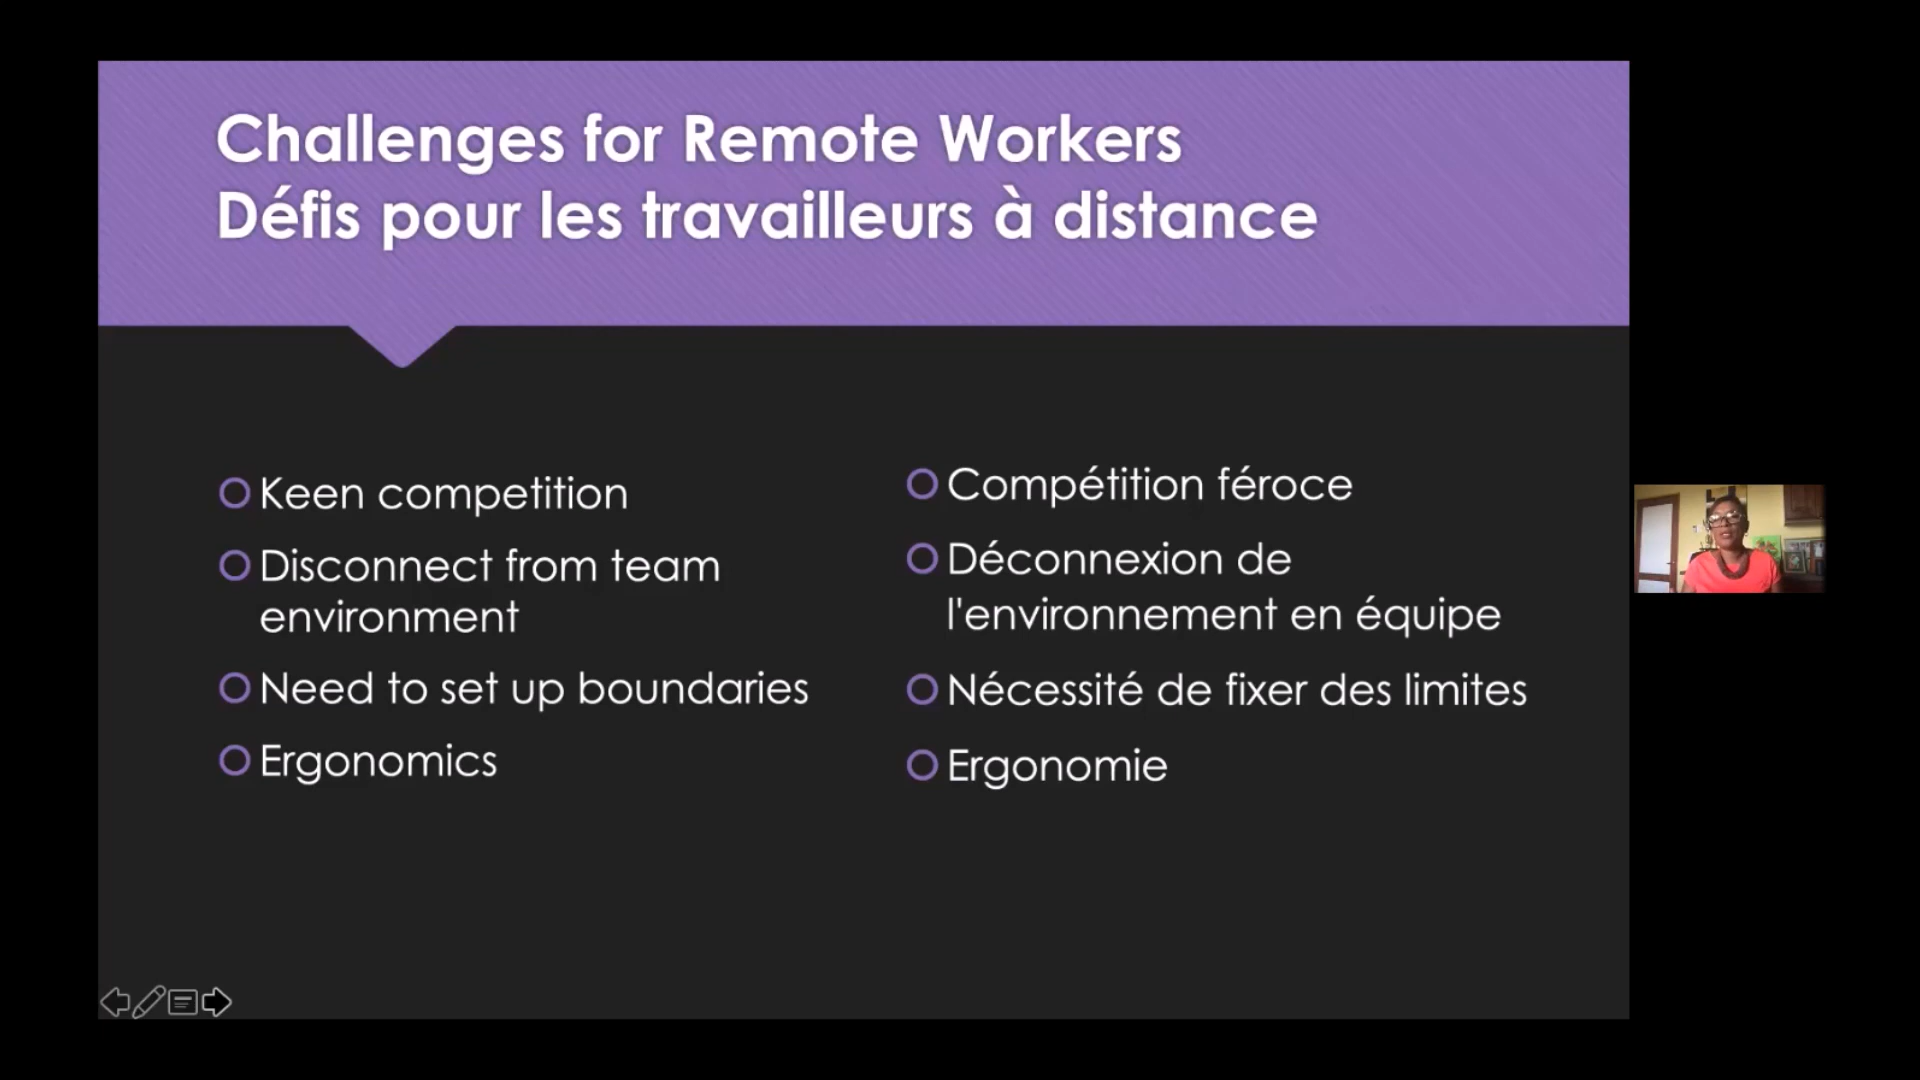 Challenges for Remote Workers
Défis pour les travailleurs à distance
Keen competition
Disconnect from team
environment
Need to set up boundaries
Ergonomics
Compétition féroce
Déconnexion de
l'environnement en équipe
Nécessité de fixer des limites
Ergonomie